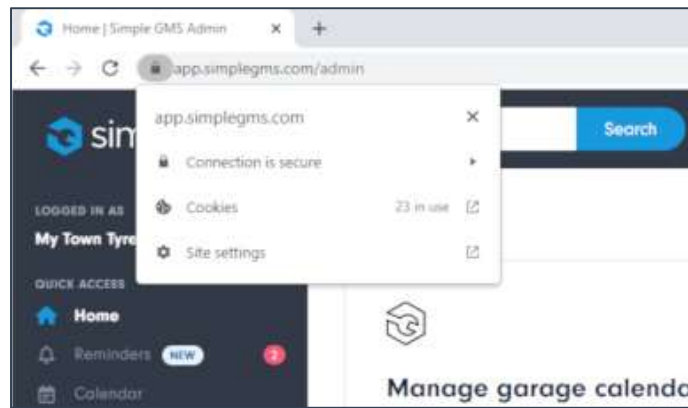 Home | Simple GMS Admin
app.simplegms.com/admin
sim
app.simplegms.com
Search
Connection is secure
LOGGED IN AS
Cookies 23 in use
My Town Tyre
Site settings
QUICK ACCESS
Home
Reminders NEW 2
Calendar
Manage garage calenda